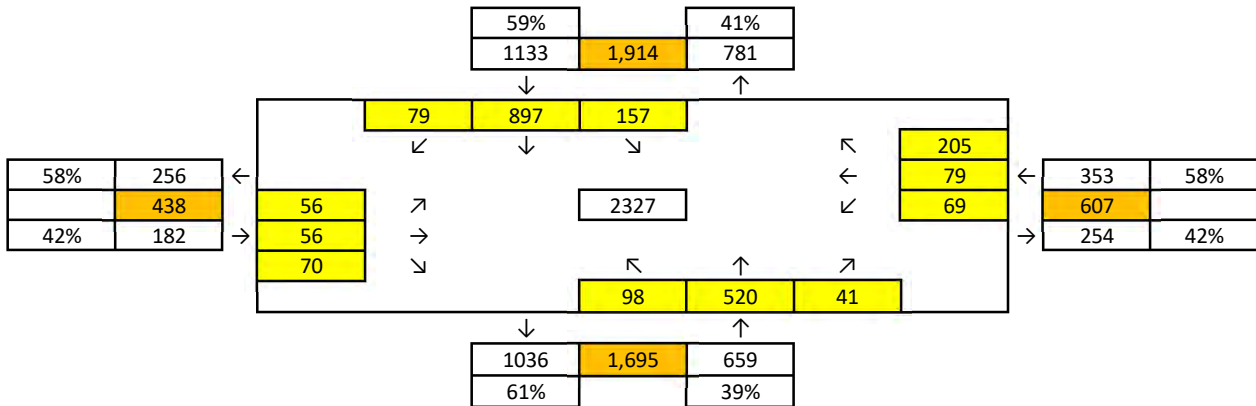 59% 41%
1133 1,914 781
↓ ↑
79 897 157
↙ ↓ ↘ ↖ 205
58% 256 ← ← 79 ← 353 58%
438 56 ↗ 2327 ↙ 69 607
42% 182 → 56 → → 254 42%
70 ↘ ↖ ↑ ↗
98 520 41
↓ ↑
1036 1,695 659
61% 39%